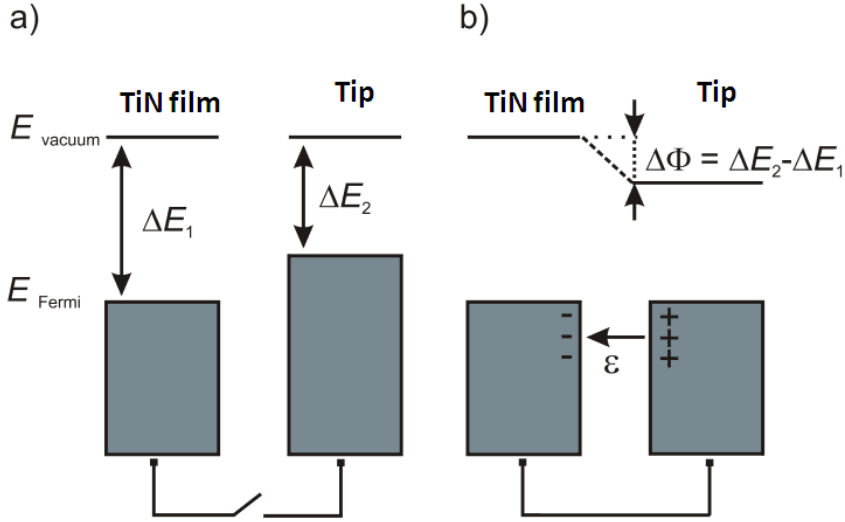 a)
TiN film
Tip
E vacuum
ΔE₁
ΔE₂
E Fermi
b)
TiN film
Tip
ΔΦ = ΔE₂-ΔE₁
- +
- +
- +
ε